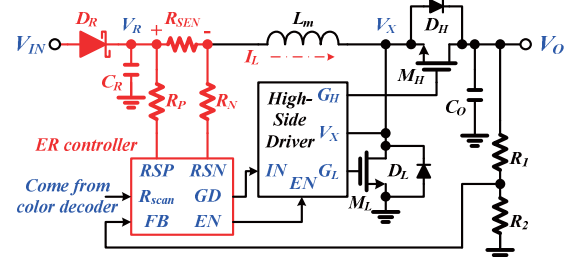 D_R V_R + R_SEN - L_m V_X D_H
V_IN I_L V_O
C_R M_H
R_P R_N High- G_H C_O
ER controller Side V_X
Driver R_1
RSP RSN IN G_L D_L
Come from R_scan GD EN M_L
color decoder FB EN R_2